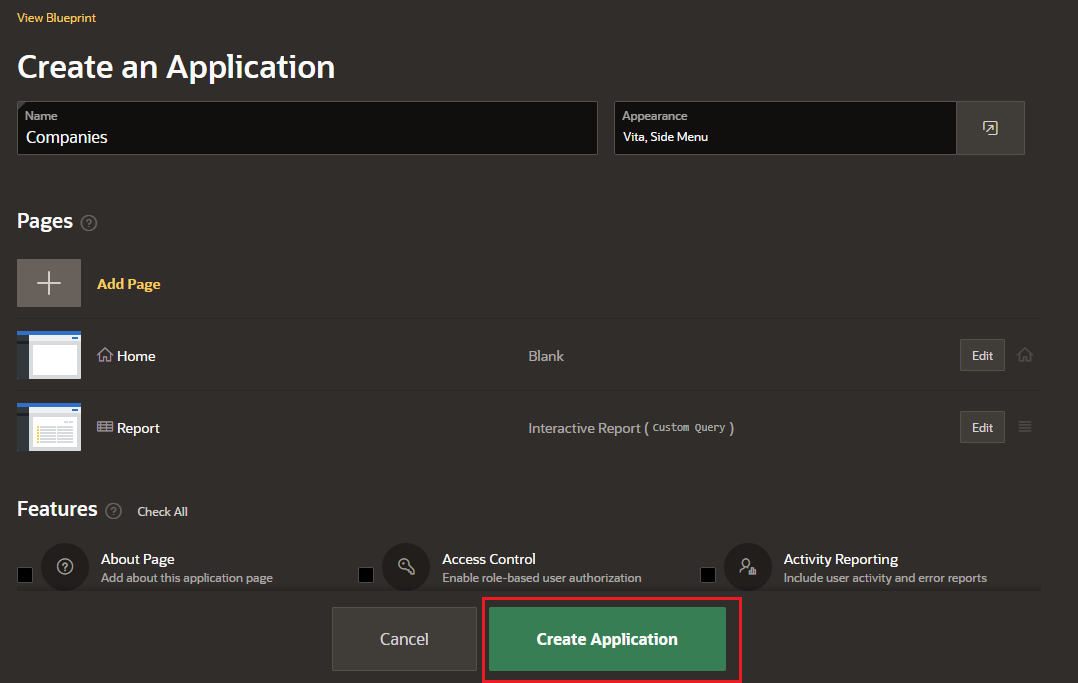 View Blueprint
Create an Application
Name
Companies
Appearance
Vita, Side Menu
Pages ?
Add Page
Home Blank Edit
Report Interactive Report ( Custom Query ) Edit
Features ? Check All
? About Page
Add about this application page
Access Control
Enable role-based user authorization
Activity Reporting
Include user activity and error reports
Cancel Create Application